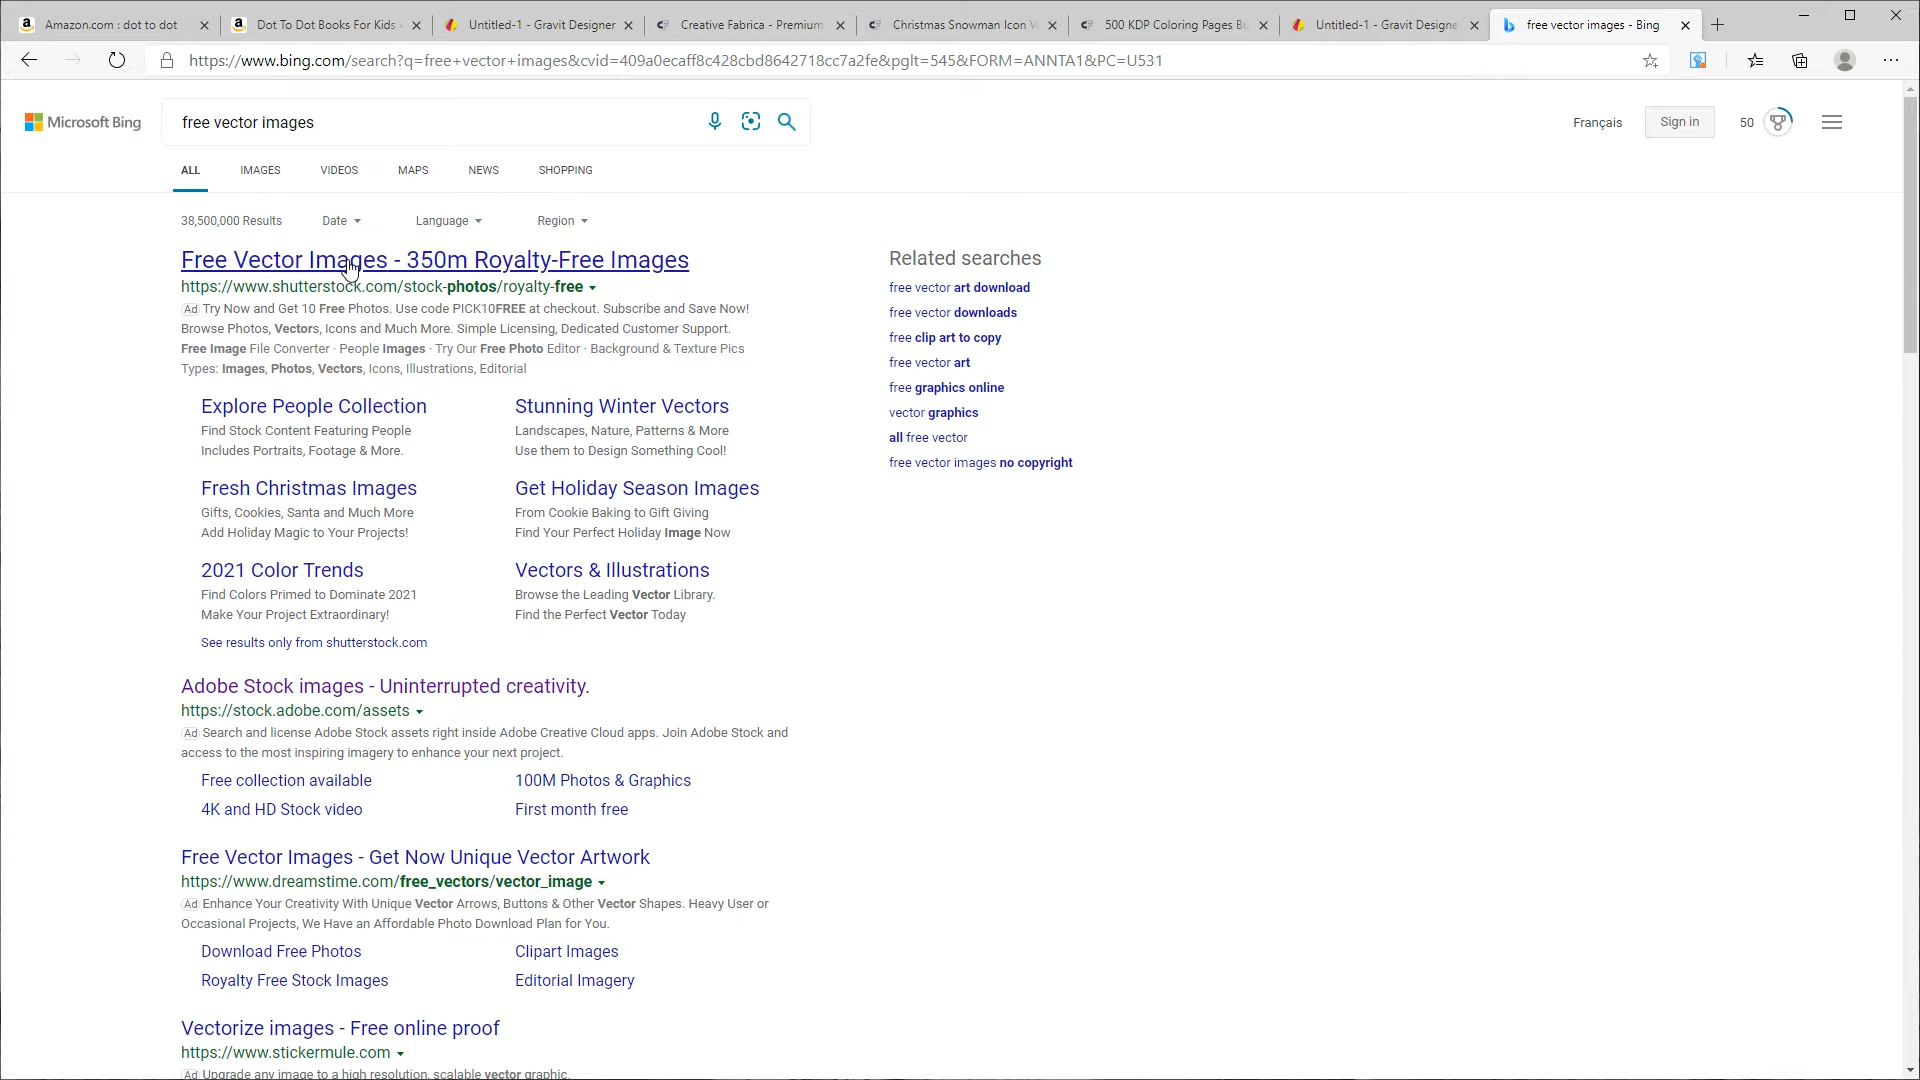 Amazon.com : dot to dot
Dot To Dot Books For Kids
Untitled-1 - Gravit Designer
Creative Fabrica - Premium
Christmas Snowman Icon V
500 KDP Coloring Pages Bu
Untitled-1 - Gravit Designe
free vector images - Bing
https://www.bing.com/search?q=free+vector+images&cvid=409a0ecaff8c428cbd8642718cc7a2fe&pglt=545&FORM=ANNTA1&PC=U531
Microsoft Bing
free vector images
Français
Sign in
50
ALL
IMAGES
VIDEOS
MAPS
NEWS
SHOPPING
38,500,000 Results
Date
Language
Region
Free Vector Images - 350m Royalty-Free Images
https://www.shutterstock.com/stock-photos/royalty-free
Ad Try Now and Get 10 Free Photos. Use code PICK10FREE at checkout. Subscribe and Save Now!
Browse Photos, Vectors, Icons and Much More. Simple Licensing, Dedicated Customer Support.
Free Image File Converter · People Images · Try Our Free Photo Editor · Background & Texture Pics
Types: Images, Photos, Vectors, Icons, Illustrations, Editorial
Explore People Collection
Find Stock Content Featuring People
Includes Portraits, Footage & More.
Stunning Winter Vectors
Landscapes, Nature, Patterns & More
Use them to Design Something Cool!
Fresh Christmas Images
Gifts, Cookies, Santa and Much More
Add Holiday Magic to Your Projects!
Get Holiday Season Images
From Cookie Baking to Gift Giving
Find Your Perfect Holiday Image Now
2021 Color Trends
Find Colors Primed to Dominate 2021
Make Your Project Extraordinary!
Vectors & Illustrations
Browse the Leading Vector Library.
Find the Perfect Vector Today
See results only from shutterstock.com
Adobe Stock images - Uninterrupted creativity.
https://stock.adobe.com/assets
Ad Search and license Adobe Stock assets right inside Adobe Creative Cloud apps. Join Adobe Stock and
access to the most inspiring imagery to enhance your next project.
Free collection available
100M Photos & Graphics
4K and HD Stock video
First month free
Free Vector Images - Get Now Unique Vector Artwork
https://www.dreamstime.com/free_vectors/vector_image
Ad Enhance Your Creativity With Unique Vector Arrows, Buttons & Other Vector Shapes. Heavy User or
Occasional Projects, We Have an Affordable Photo Download Plan for You.
Download Free Photos
Clipart Images
Royalty Free Stock Images
Editorial Imagery
Vectorize images - Free online proof
https://www.stickermule.com
Ad Upgrade any image to a high resolution, scalable vector graphic.
Related searches
free vector art download
free vector downloads
free clip art to copy
free vector art
free graphics online
vector graphics
all free vector
free vector images no copyright